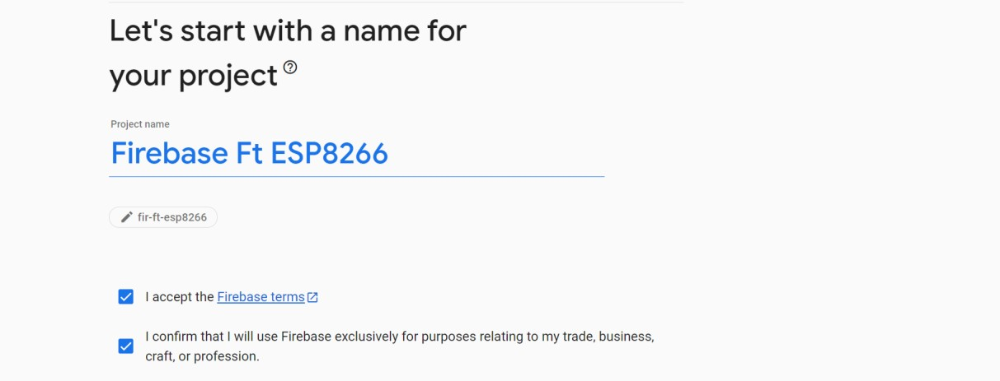 Let's start with a name for
your project
Project name
Firebase Ft ESP8266
fir-ft-esp8266
I accept the Firebase terms
I confirm that I will use Firebase exclusively for purposes relating to my trade, business,
craft, or profession.